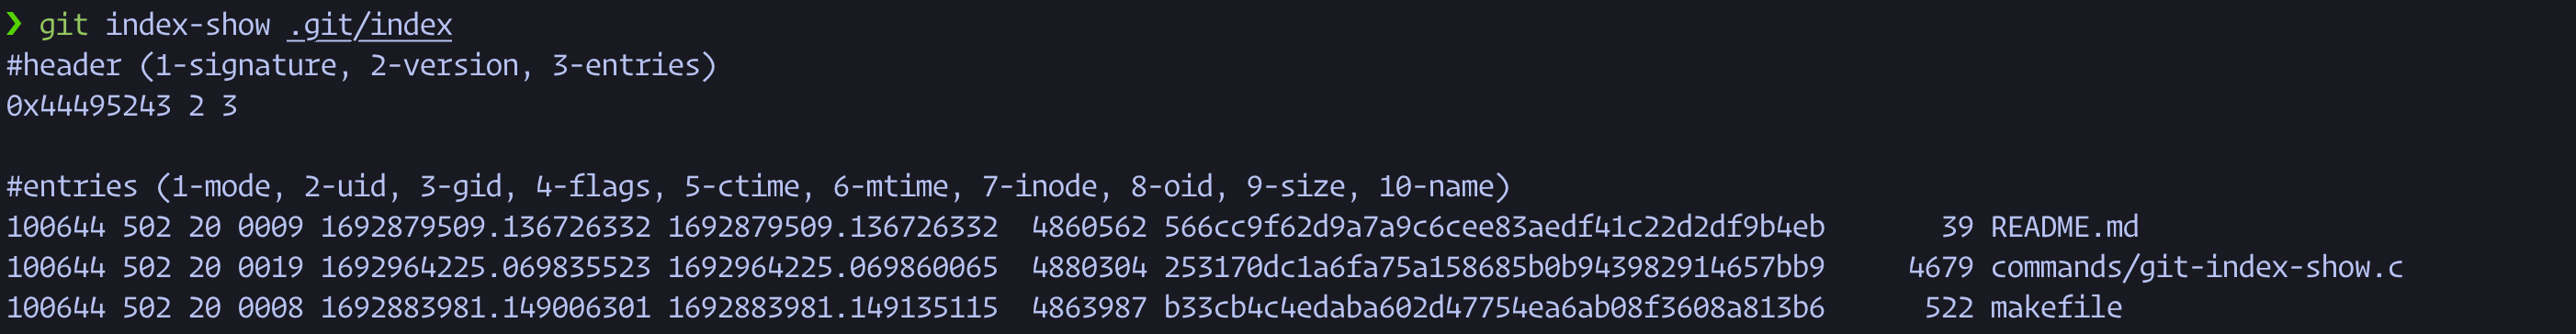 ❯ git index-show .git/index
#header (1-signature, 2-version, 3-entries)
0x44495243 2 3
#entries (1-mode, 2-uid, 3-gid, 4-flags, 5-ctime, 6-mtime, 7-inode, 8-oid, 9-size, 10-name)
100644 502 20 0009 1692879509.136726332 1692879509.136726332  4860562 566cc9f62d9a7a9c6cee83aedf41c22d2df9b4eb       39 README.md
100644 502 20 0019 1692964225.069835523 1692964225.069860065  4880304 253170dc1a6fa75a158685b0b943982914657bb9     4679 commands/git-index-show.c
100644 502 20 0008 1692883981.149006301 1692883981.149135115  4863987 b33cb4c4edaba602d47754ea6ab08f3608a813b6      522 makefile